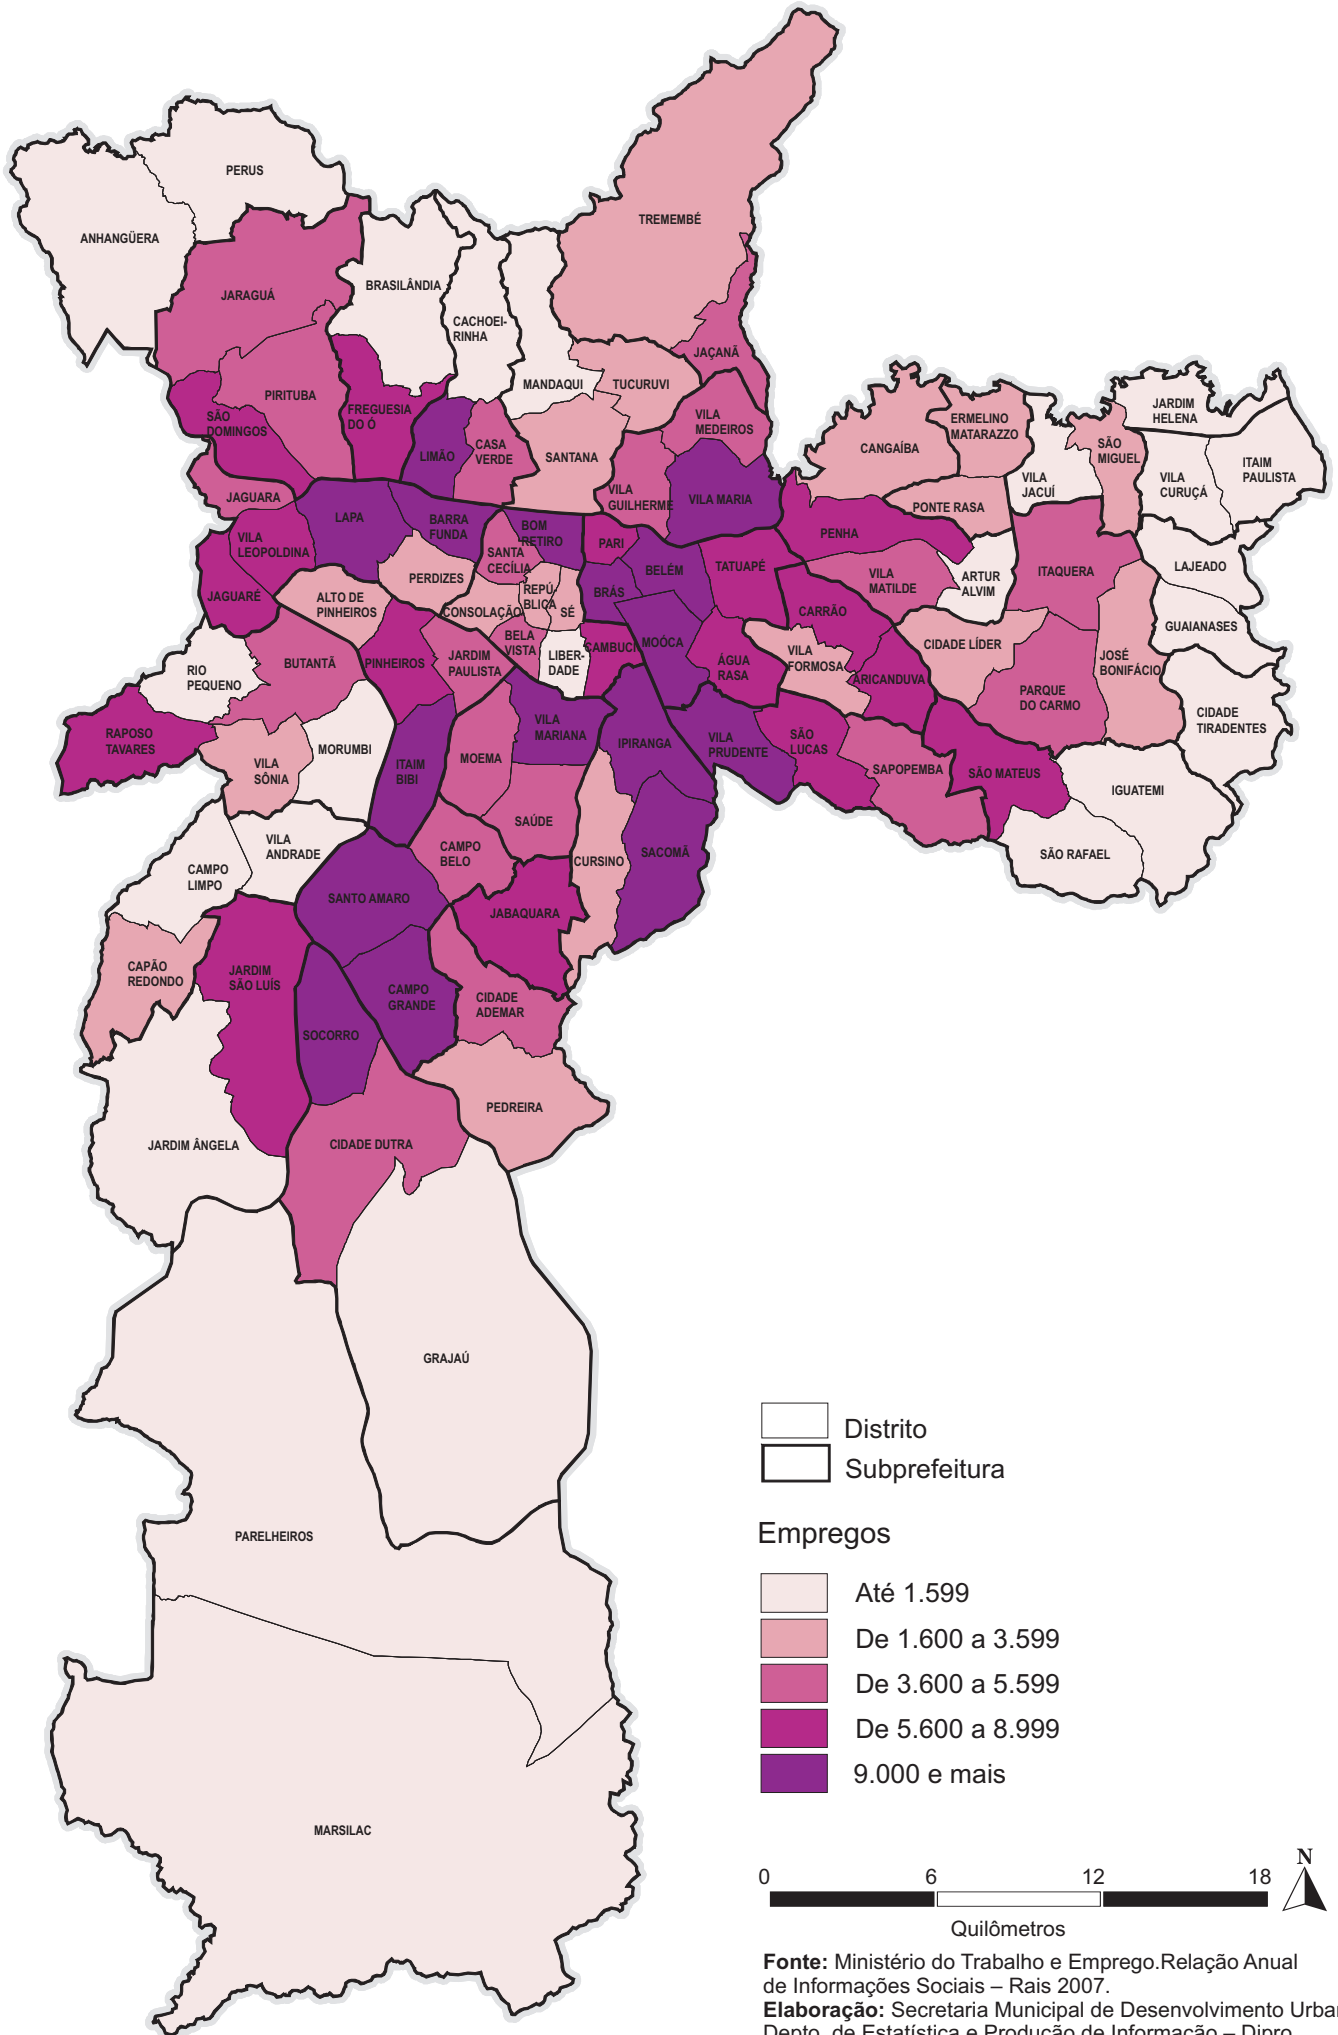 PERUS
ANHANGÜERA
TREMEMBÉ
JARAGUÁ
BRASILÂNDIA
CACHOEI-
RINHA
JAÇANÃ
MANDAQUI
TUCURUVI
PIRITUBA
SÃO
DOMINGOS
FREGUESIA
DO Ó
LIMÃO
CASA
VERDE
SANTANA
VILA
MEDEIROS
VILA
GUILHERME
VILA MARIA
CANGAÍBA
ERMELINO
MATARAZZO
JARDIM
HELENA
SÃO
MIGUEL
VILA
JACUÍ
VILA
CURUÇÁ
ITAIM
PAULISTA
JAGUARA
LAPA
BARRA
FUNDA
BOM
RETIRO
PARI
PENHA
PONTE RASA
VILA
LEOPOLDINA
SANTA
CECÍLIA
PERDIZES
BELÉM
TATUAPÉ
VILA
MATILDE
ARTUR
ALVIM
ITAQUERA
LAJEADO
JAGUARÉ
ALTO DE
PINHEIROS
CONSOLAÇÃO
REPÚ-
BLICA
SÉ
BRÁS
CARRÃO
GUAIANASES
RIO
PEQUENO
BUTANTÃ
PINHEIROS
JARDIM
PAULISTA
BELA
VISTA
LIBER-
DADE
CAMBUCI
MOÓCA
ÁGUA
RASA
VILA
FORMOSA
ARICANDUVA
CIDADE LÍDER
JOSÉ
BONIFÁCIO
PARQUE
DO CARMO
CIDADE
TIRADENTES
RAPOSO
TAVARES
VILA
SÔNIA
MORUMBI
ITAIM
BIBI
MOEMA
VILA
MARIANA
IPIRANGA
VILA
PRUDENTE
SÃO
LUCAS
SAPOPEMBA
SÃO MATEUS
IGUATEMI
SÃO RAFAEL
CAMPO
LIMPO
VILA
ANDRADE
CAMPO
BELO
SAÚDE
CURSINO
SACOMÃ
SANTO AMARO
JABAQUARA
CAPÃO
REDONDO
JARDIM
SÃO LUÍS
CAMPO
GRANDE
CIDADE
ADEMAR
SOCORRO
PEDREIRA
JARDIM ÂNGELA
CIDADE DUTRA
GRAJAÚ
PARELHEIROS
MARSILAC
Distrito
Subprefeitura
Empregos
Até 1.599
De 1.600 a 3.599
De 3.600 a 5.599
De 5.600 a 8.999
9.000 e mais
0 6 12 18
N
Quilômetros
Fonte: Ministério do Trabalho e Emprego.Relação Anual
de Informações Sociais – Rais 2007.
Elaboração: Secretaria Municipal de Desenvolvimento Urba
Depto. de Estatística e Produção de Informação – Dipro